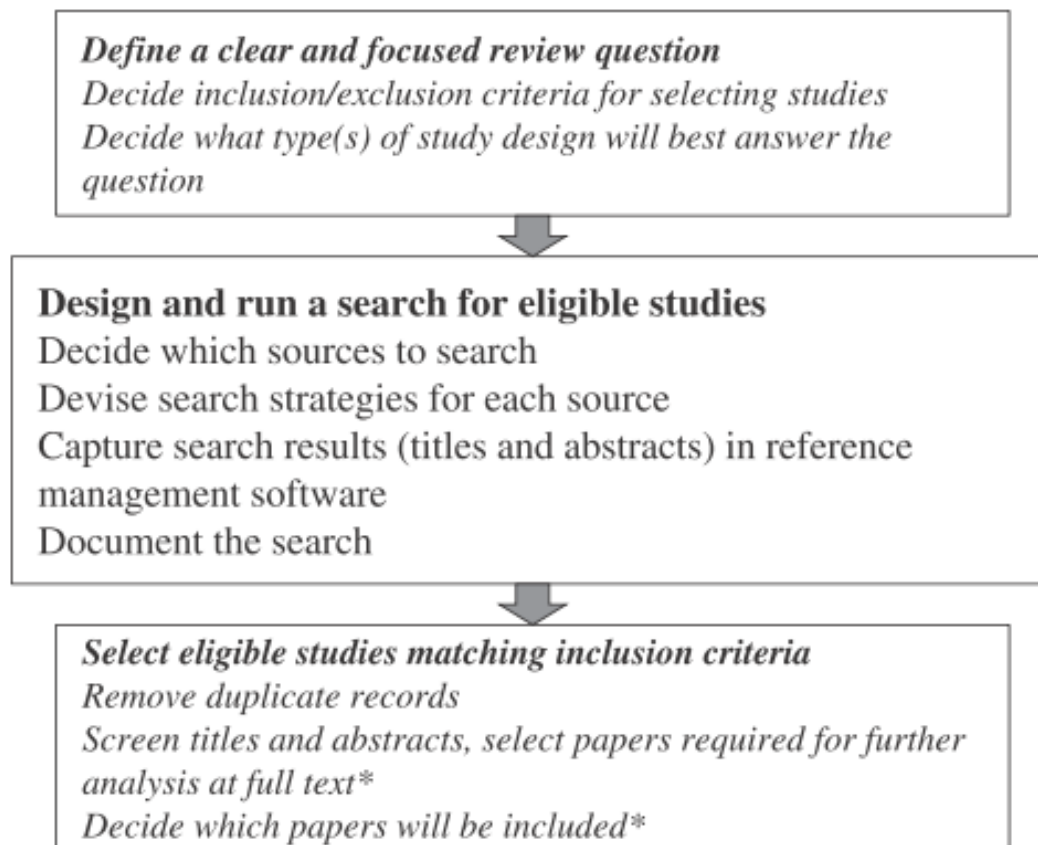 Define a clear and focused review question
Decide inclusion/exclusion criteria for selecting studies
Decide what type(s) of study design will best answer the
question
Design and run a search for eligible studies
Decide which sources to search
Devise search strategies for each source
Capture search results (titles and abstracts) in reference
management software
Document the search
Select eligible studies matching inclusion criteria
Remove duplicate records
Screen titles and abstracts, select papers required for further
analysis at full text*
Decide which papers will be included*